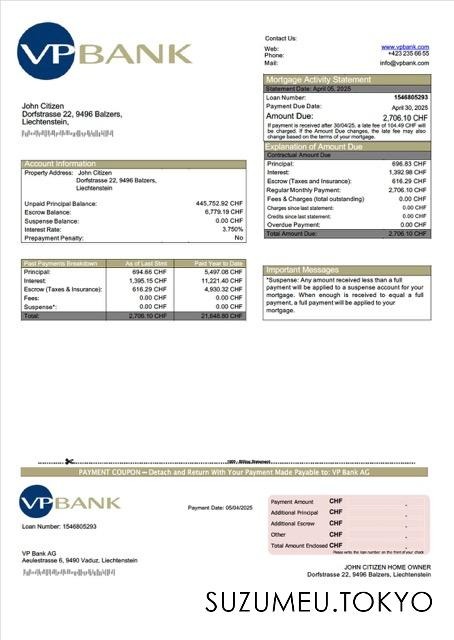 VP BANK
Contact Us:
Web: www.vpbank.com
Phone: +423 235 66 55
Mail: info@vpbank.com
Mortgage Activity Statement
Statement Date: April 05, 2025
Loan Number: 1546805293
Payment Due Date: April 30, 2025
Amount Due: 2,706.10 CHF
If payment is received after 30/04/25, a late fee of 104.49 CHF will
be charged. If the Amount Due changes, the late fee may also
change based on the terms of your mortgage.
John Citizen
Dorfstrasse 22, 9496 Balzers,
Liechtenstein,
Explanation of Amount Due
Contractual Amount Due
Principal: 696.83 CHF
Interest: 1,392.98 CHF
Escrow (Taxes and Insurance): 616.29 CHF
Regular Monthly Payment: 2,706.10 CHF
Fees & Charges (total outstanding) 0.00 CHF
Charges since last statement: 0.00 CHF
Credits since last statement: 0.00 CHF
Overdue Payment: 0.00 CHF
Total Amount Due: 2,706.10 CHF
Account Information
Property Address: John Citizen
Dorfstrasse 22, 9496 Balzers,
Liechtenstein
Unpaid Principal Balance: 445,752.92 CHF
Escrow Balance: 6,779.19 CHF
Suspense Balance: 0.00 CHF
Interest Rate: 3.750%
Prepayment Penalty: No
Past Payments Breakdown As of Last Stmt Paid Year to Date
Principal: 694.66 CHF 5,497.08 CHF
Interest: 1,395.15 CHF 11,221.40 CHF
Escrow (Taxes & Insurance): 616.29 CHF 4,930.32 CHF
Fees: 0.00 CHF 0.00 CHF
Suspense*: 0.00 CHF 0.00 CHF
Total: 2,706.10 CHF 21,648.80 CHF
Important Messages
*Suspense: Any amount received less than a full
payment will be applied to a suspense account for your
mortgage. When enough is received to equal a full
payment, a full payment will be applied to your
mortgage.
PAYMENT COUPON – Detach and Return With Your Payment Made Payable to: VP Bank AG
VP BANK
Loan Number: 1546805293
Payment Date: 05/04/2025
Payment Amount CHF .
Additional Principal CHF .
Additional Escrow CHF .
Other CHF .
Total Amount Enclosed CHF .
Please write the loan number on the front of your check
VP Bank AG
Aeulestrasse 6, 9490 Vaduz, Liechtenstein
JOHN CITIZEN HOME OWNER
Dorfstrasse 22, 9496 Balzers, Liechtenstein
SUZUMEU.TOKYO